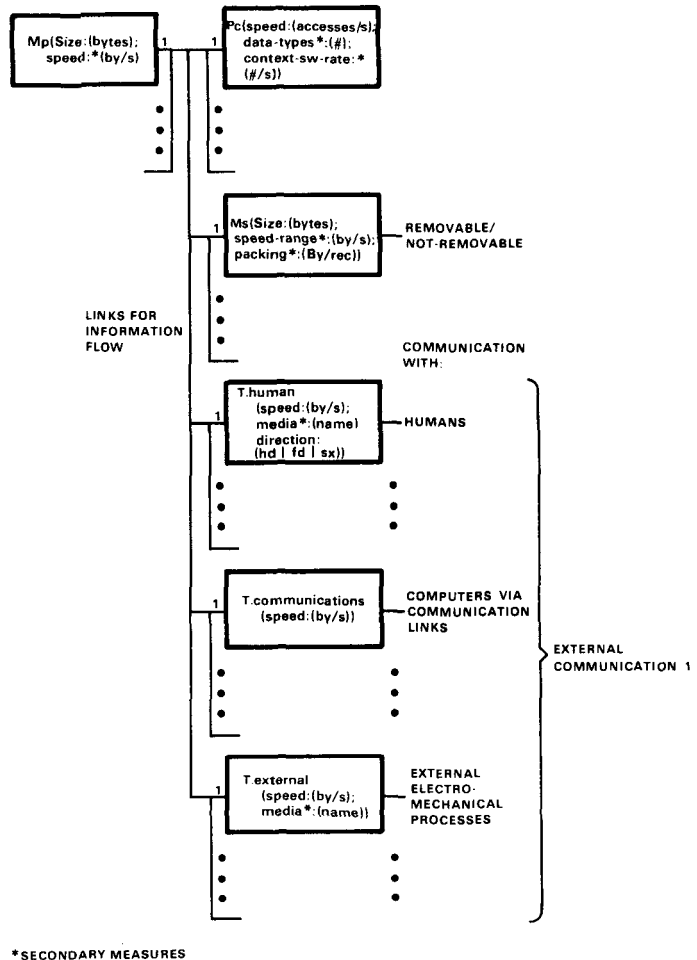 Mp(Size:(bytes);
speed:*(by/s)
1
1
Pc(speed:(accesses/s);
data-types*:(#);
context-sw-rate:*
(#/s))
1
Ms(Size:(bytes);
speed-range*:(by/s);
packing*:(By/rec))
REMOVABLE/
NOT-REMOVABLE
LINKS FOR
INFORMATION
FLOW
COMMUNICATION
WITH:
1
T.human
(speed:(by/s);
media*:(name)
direction:
(hd | fd | sx))
HUMANS
1
T.communications
(speed:(by/s))
COMPUTERS VIA
COMMUNICATION
LINKS
EXTERNAL
COMMUNICATION 1
1
T.external
(speed:(by/s);
media*:(name))
EXTERNAL
ELECTRO-
MECHANICAL
PROCESSES
*SECONDARY MEASURES